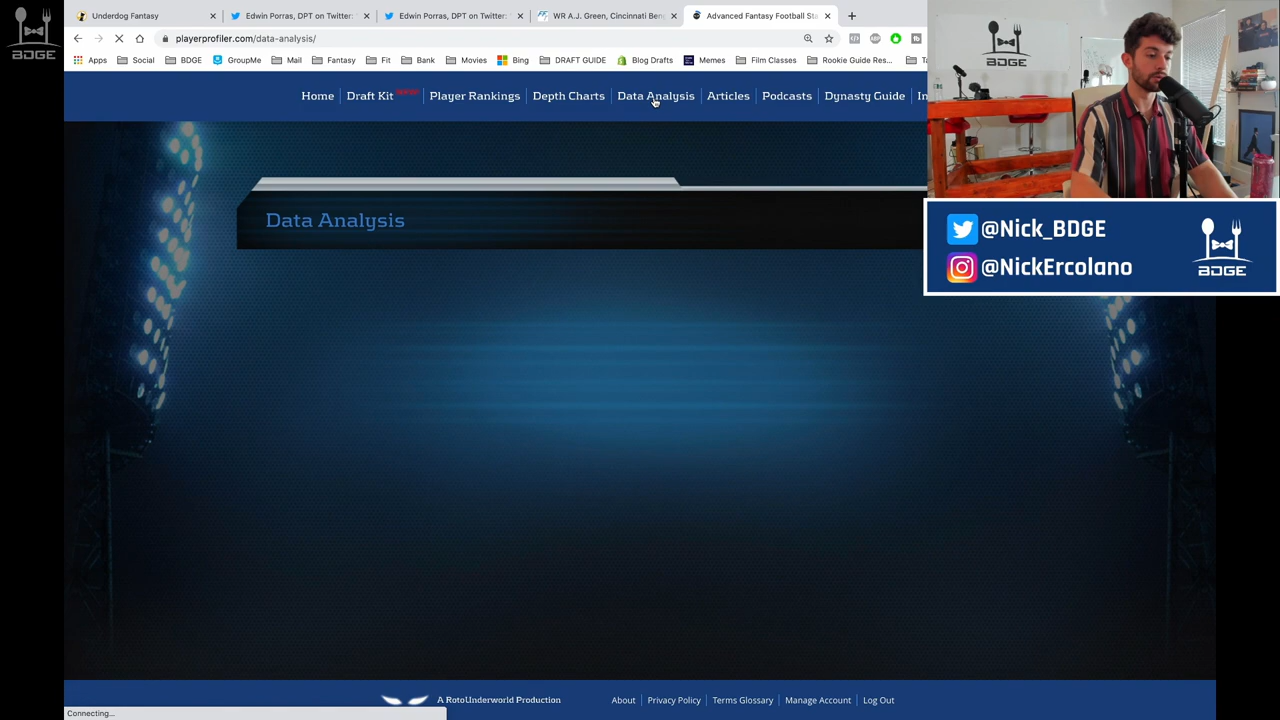 BDGE
Underdog Fantasy
Edwin Porras, DPT on Twitter:
Edwin Porras, DPT on Twitter:
WR A.J. Green, Cincinnati Ben
Advanced Fantasy Football Sta
playerprofiler.com/data-analysis/
Apps
Social
BDGE
GroupMe
Mail
Fantasy
Fit
Bank
Movies
Bing
DRAFT GUIDE
Blog Drafts
Memes
Film Classes
Rookie Guide Res...
Home
Draft Kit
Player Rankings
Depth Charts
Data Analysis
Articles
Podcasts
Dynasty Guide
In
BDGE
Data Analysis
@Nick_BDGE
@NickErcolano
BDGE
A RotoUnderworld Production
About
Privacy Policy
Terms Glossary
Manage Account
Log Out
Connecting...